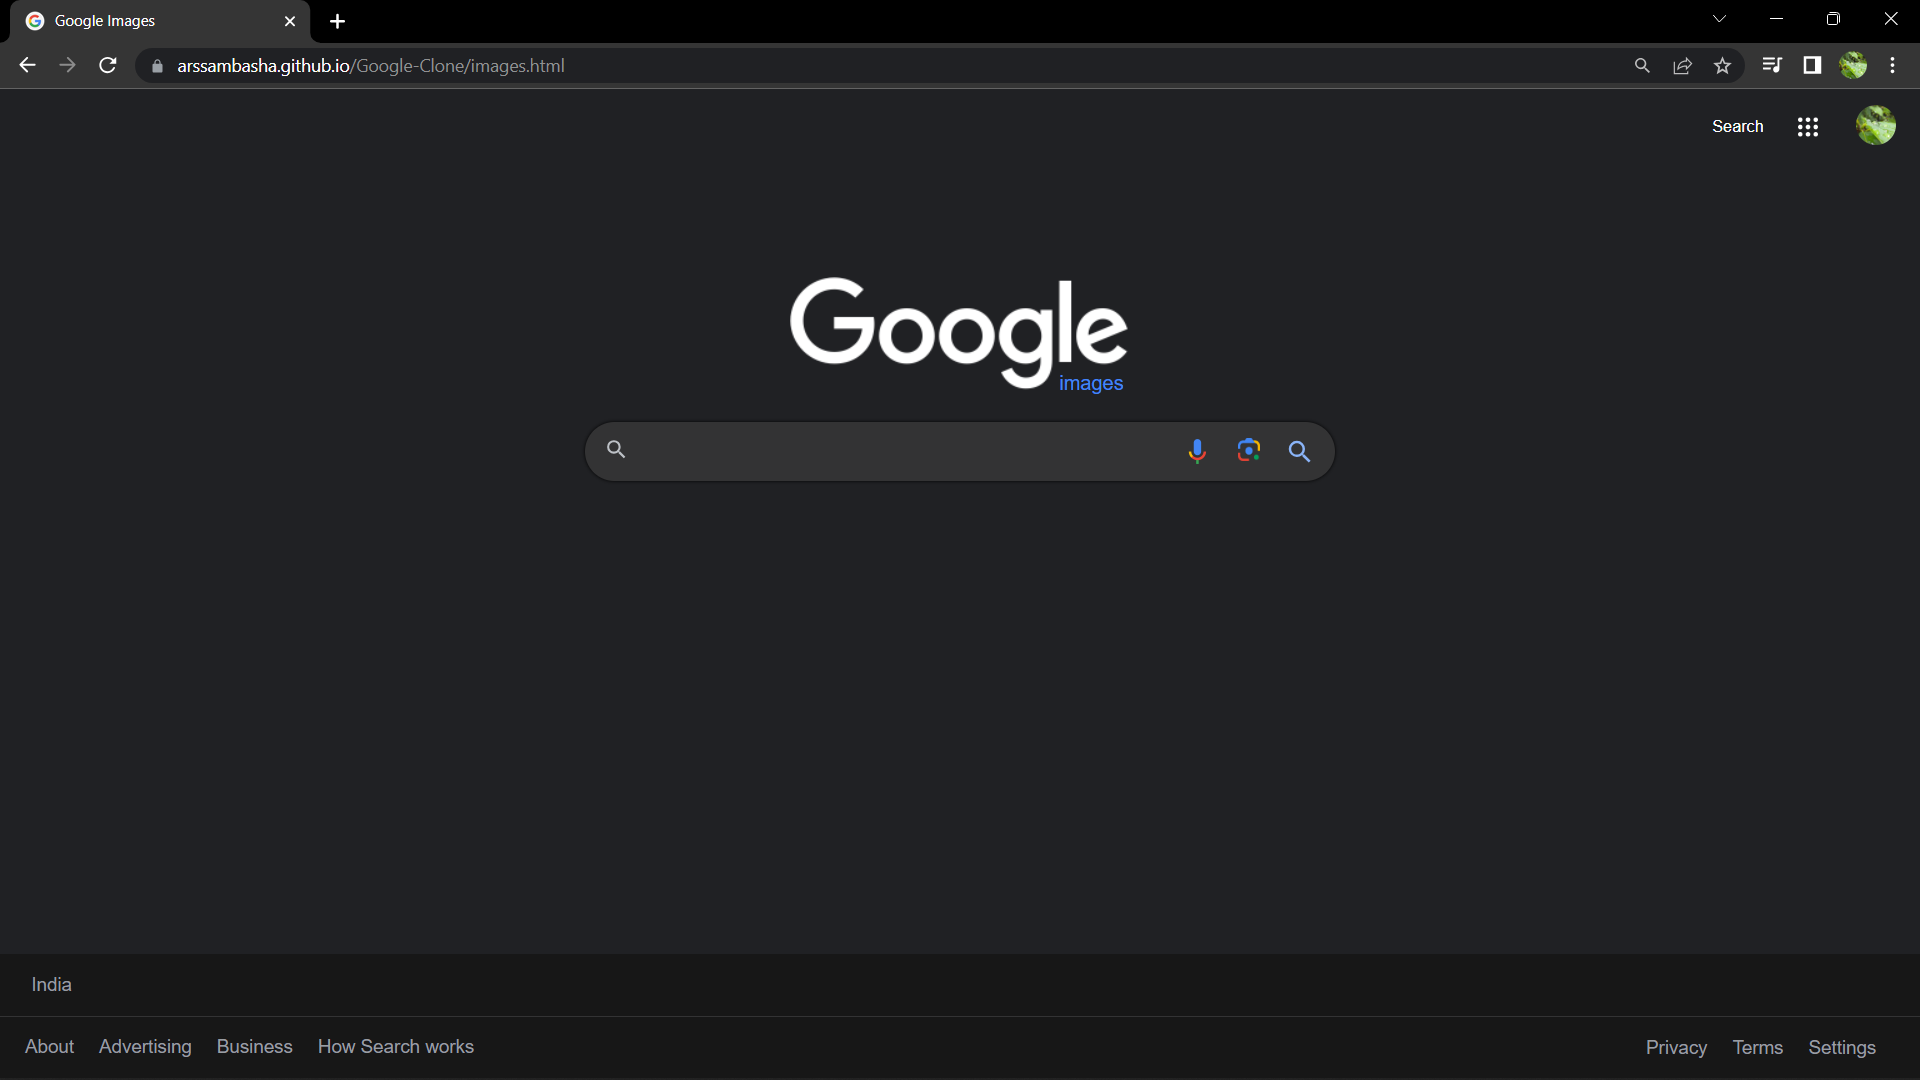 Google Images
arssambasha.github.io/Google-Clone/images.html
Search
Google
images
India
About Advertising Business How Search works
Privacy Terms Settings